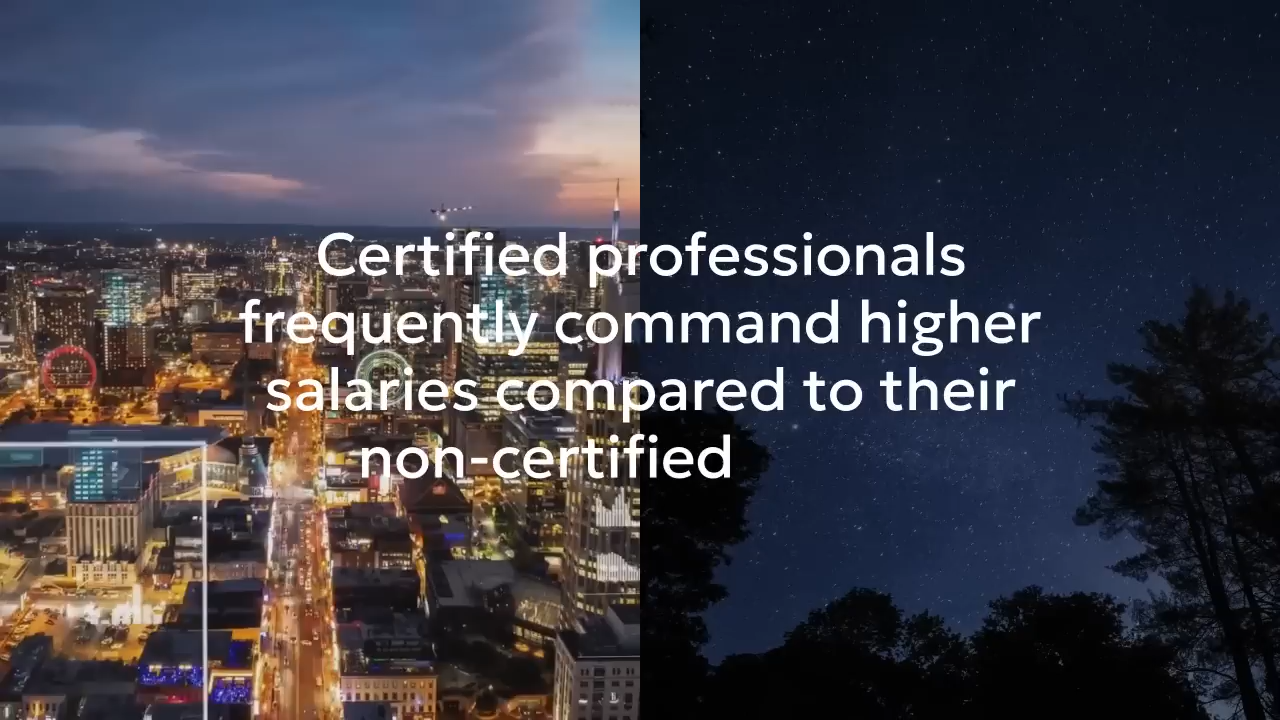 Certified professionals
frequently command higher
salaries compared to their
non-certified